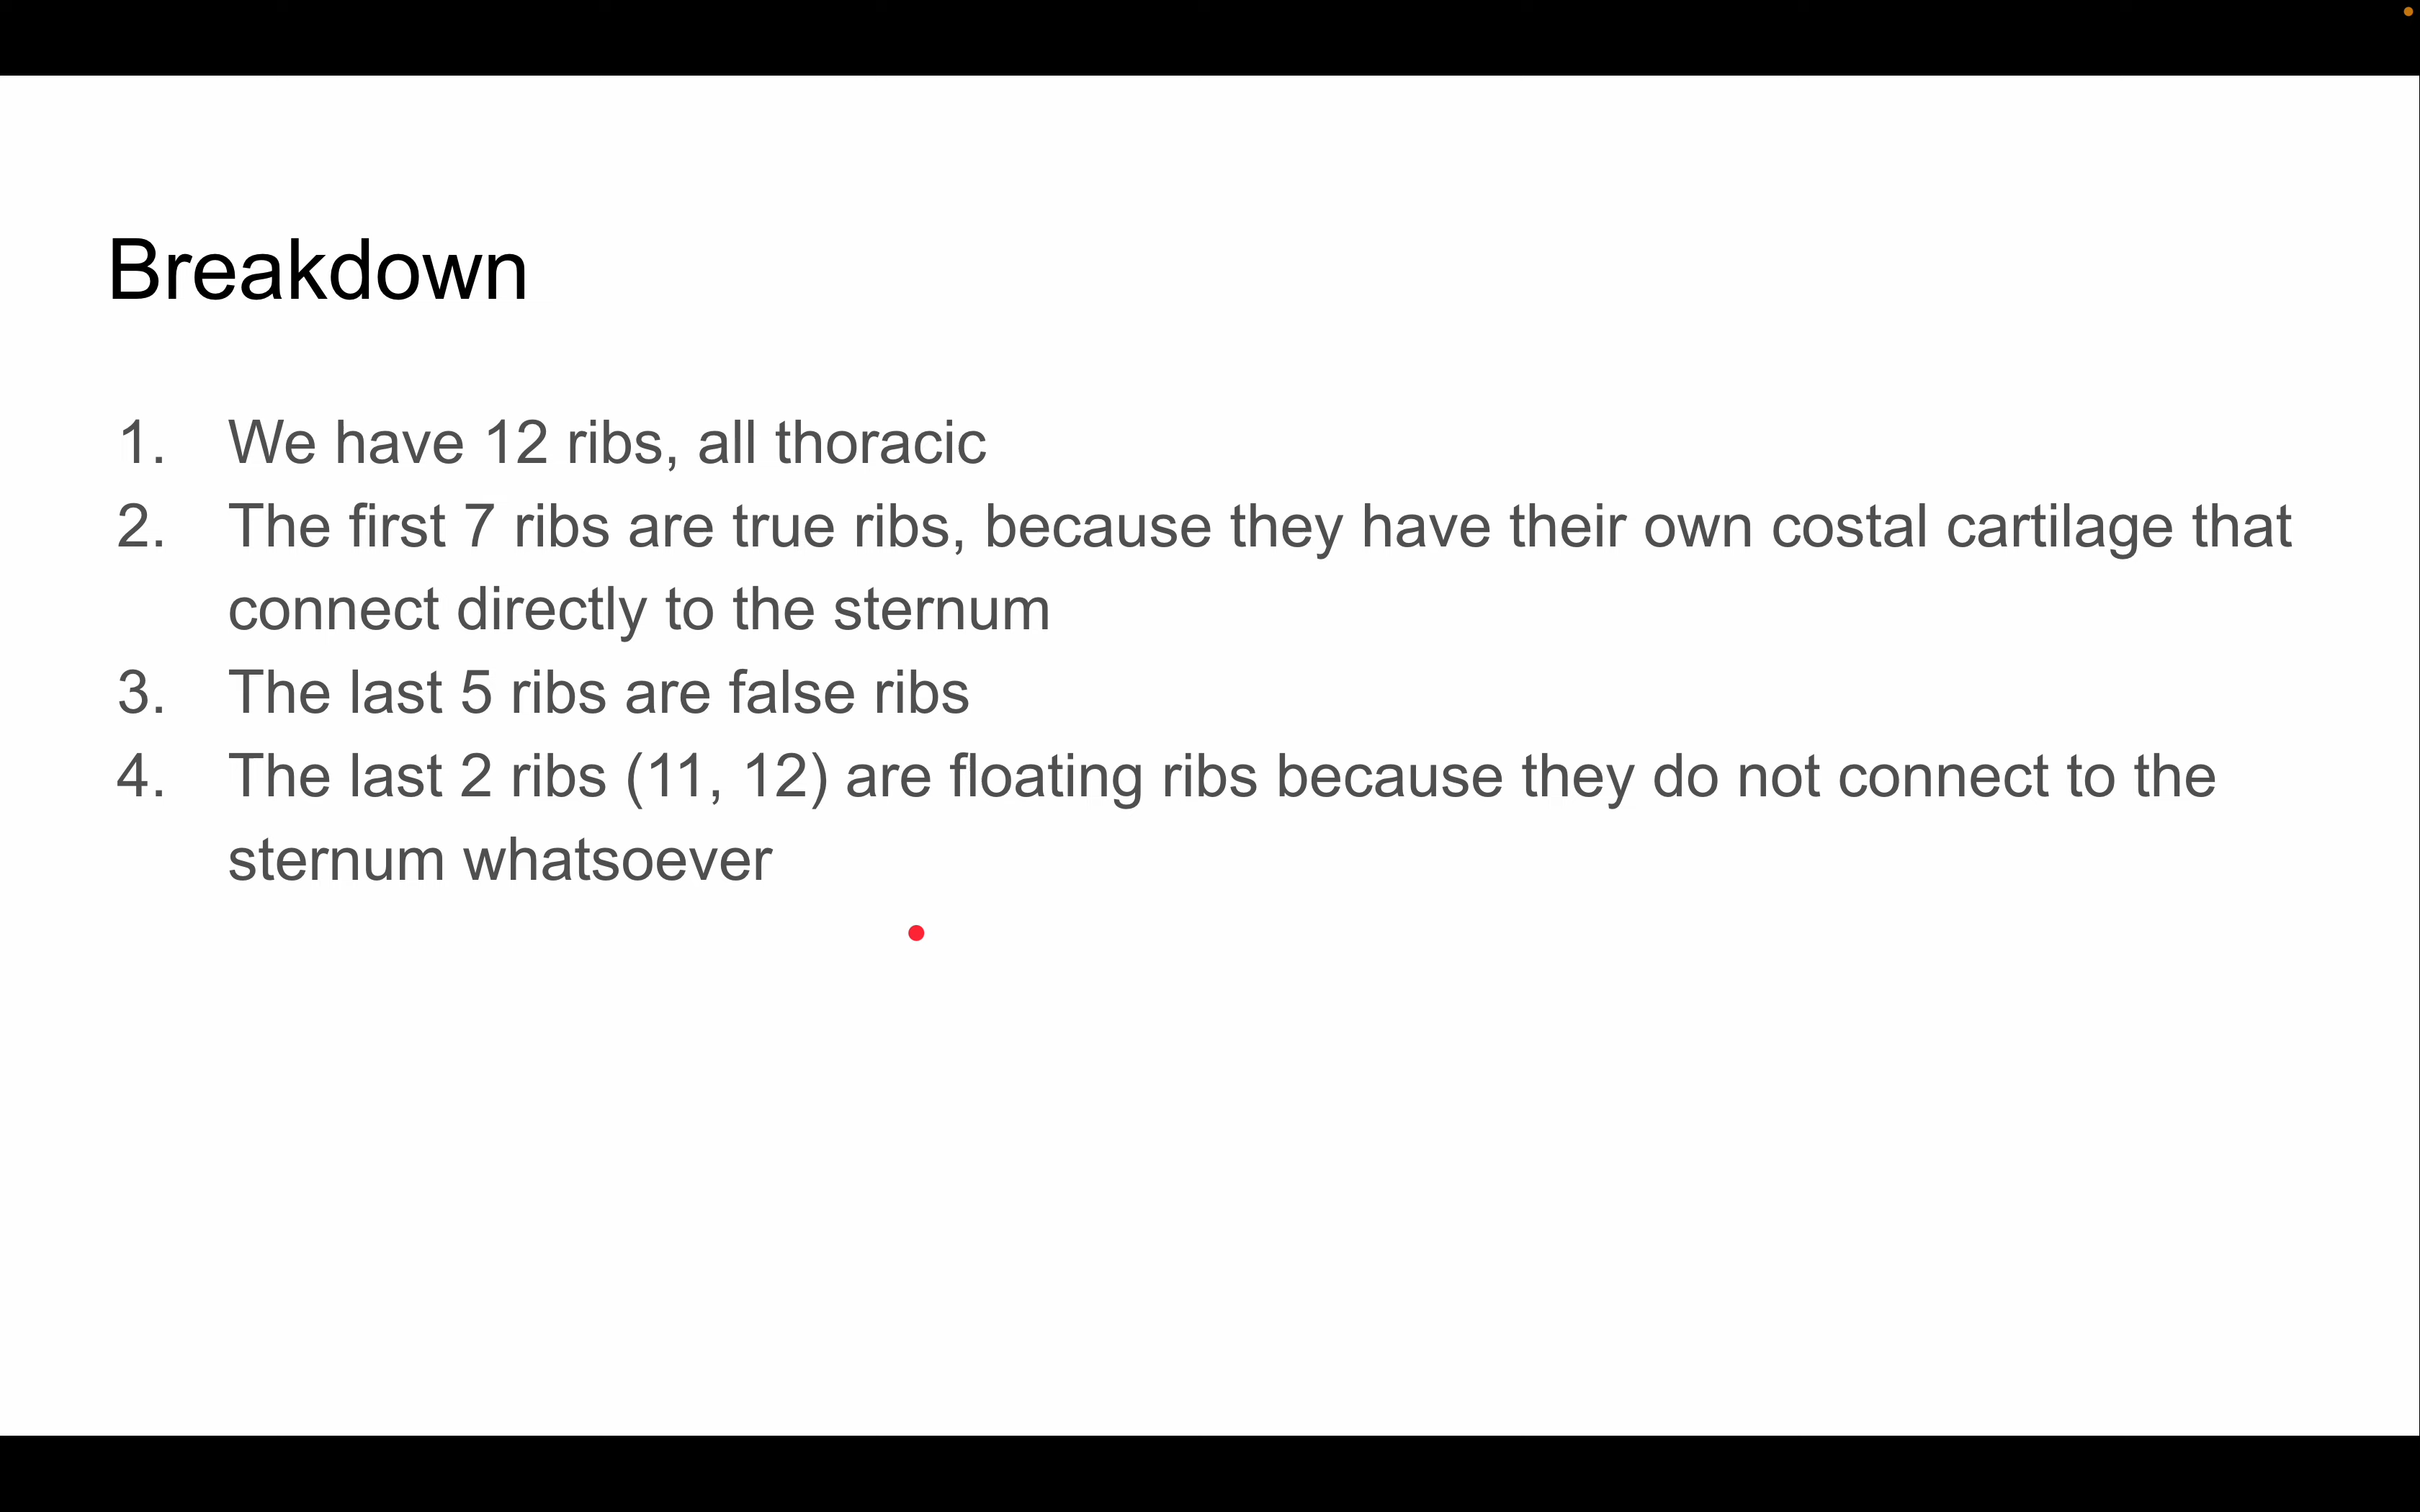 Breakdown
1. We have 12 ribs, all thoracic
2. The first 7 ribs are true ribs, because they have their own costal cartilage that
connect directly to the sternum
3. The last 5 ribs are false ribs
4. The last 2 ribs (11, 12) are floating ribs because they do not connect to the
sternum whatsoever